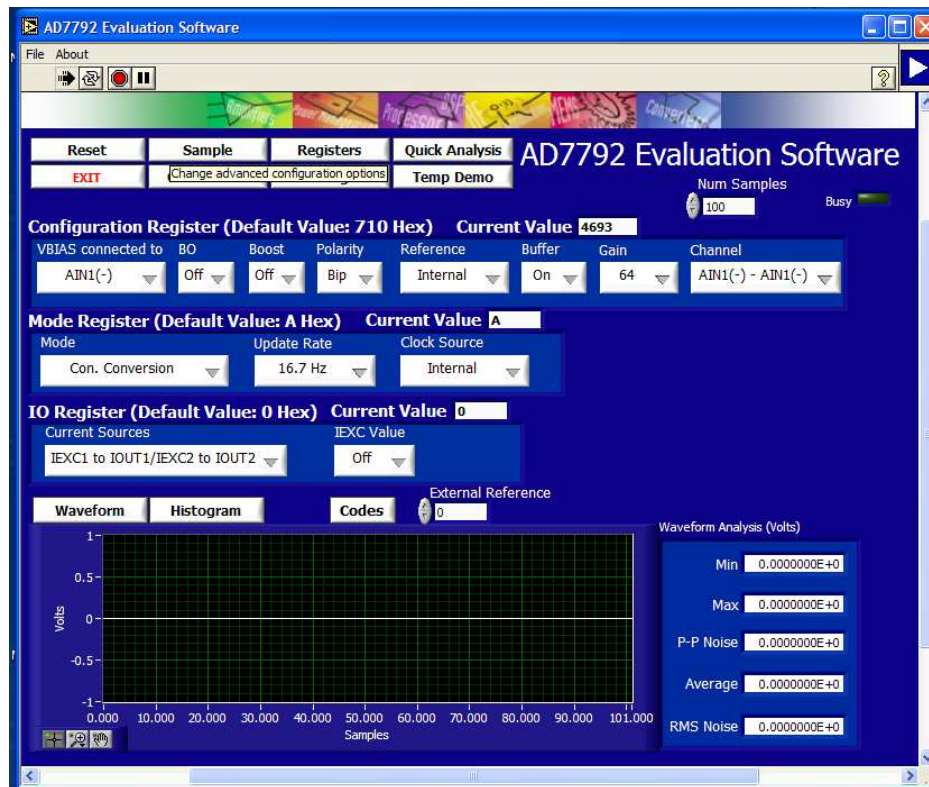 AD7792 Evaluation Software
File About
Amplifiers Power Management Processors DSP MEMS Converters
Reset Sample Registers Quick Analysis
AD7792 Evaluation Software
EXIT Change advanced configuration options Temp Demo
Num Samples
100
Busy
Configuration Register (Default Value: 710 Hex) Current Value 4693
VBIAS connected to BO Boost Polarity Reference Buffer Gain Channel
AIN1(-) Off Off Bip Internal On 64 AIN1(-) - AIN1(-)
Mode Register (Default Value: A Hex) Current Value A
Mode Update Rate Clock Source
Con. Conversion 16.7 Hz Internal
IO Register (Default Value: 0 Hex) Current Value 0
Current Sources IEXC Value
IEXC1 to IOUT1/IEXC2 to IOUT2 Off
External Reference
Waveform Histogram Codes 0
Waveform Analysis (Volts)
1
0.5
0
-0.5
-1
Volts
0.000 10.000 20.000 30.000 40.000 50.000 60.000 70.000 80.000 90.000 101.000
Samples
Min 0.0000000E+0
Max 0.0000000E+0
P-P Noise 0.0000000E+0
Average 0.0000000E+0
RMS Noise 0.0000000E+0